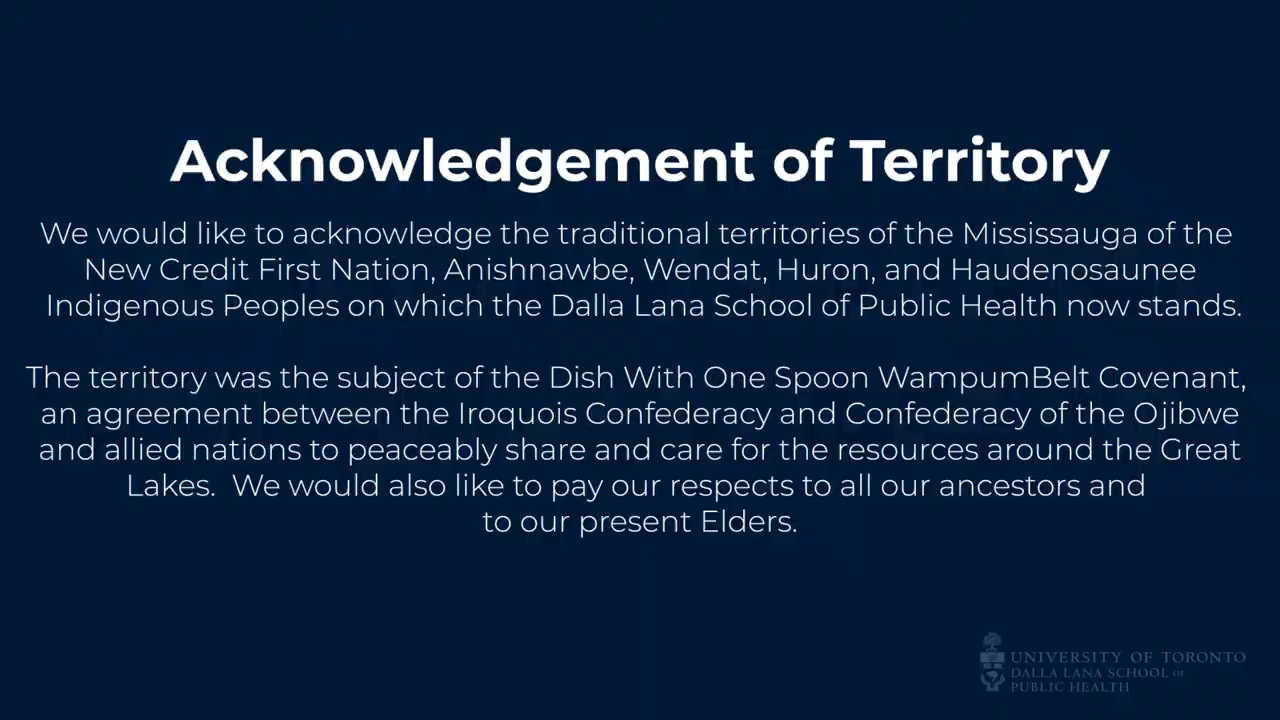 Acknowledgement of Territory
We would like to acknowledge the traditional territories of the Mississauga of the
New Credit First Nation, Anishnawbe, Wendat, Huron, and Haudenosaunee
Indigenous Peoples on which the Dalla Lana School of Public Health now stands.
The territory was the subject of the Dish With One Spoon WampumBelt Covenant,
an agreement between the Iroquois Confederacy and Confederacy of the Ojibwe
and allied nations to peaceably share and care for the resources around the Great
Lakes.  We would also like to pay our respects to all our ancestors and
to our present Elders.
UNIVERSITY OF TORONTO
DALLA LANA SCHOOL OF
PUBLIC HEALTH